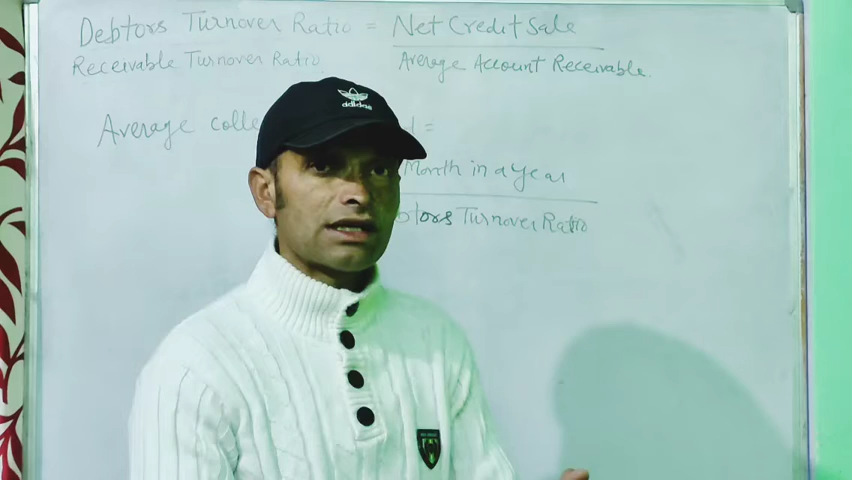 Debtors Turnover Ratio = Net Credit Sale
Receivable Turnover Ratio Average Account Receivable.
Average colle =
Month in a year
otors Turnover Ratio
adidas